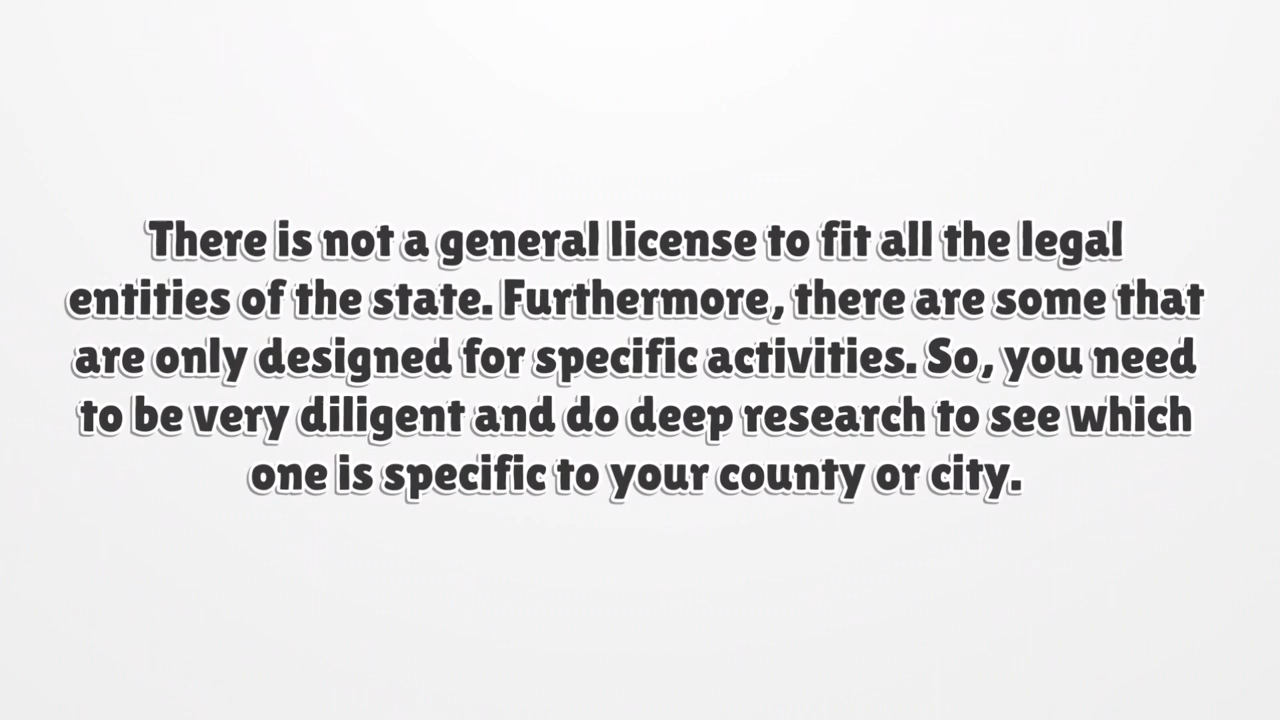 There is not a general license to fit all the legal
entities of the state. Furthermore, there are some that
are only designed for specific activities. So, you need
to be very diligent and do deep research to see which
one is specific to your county or city.